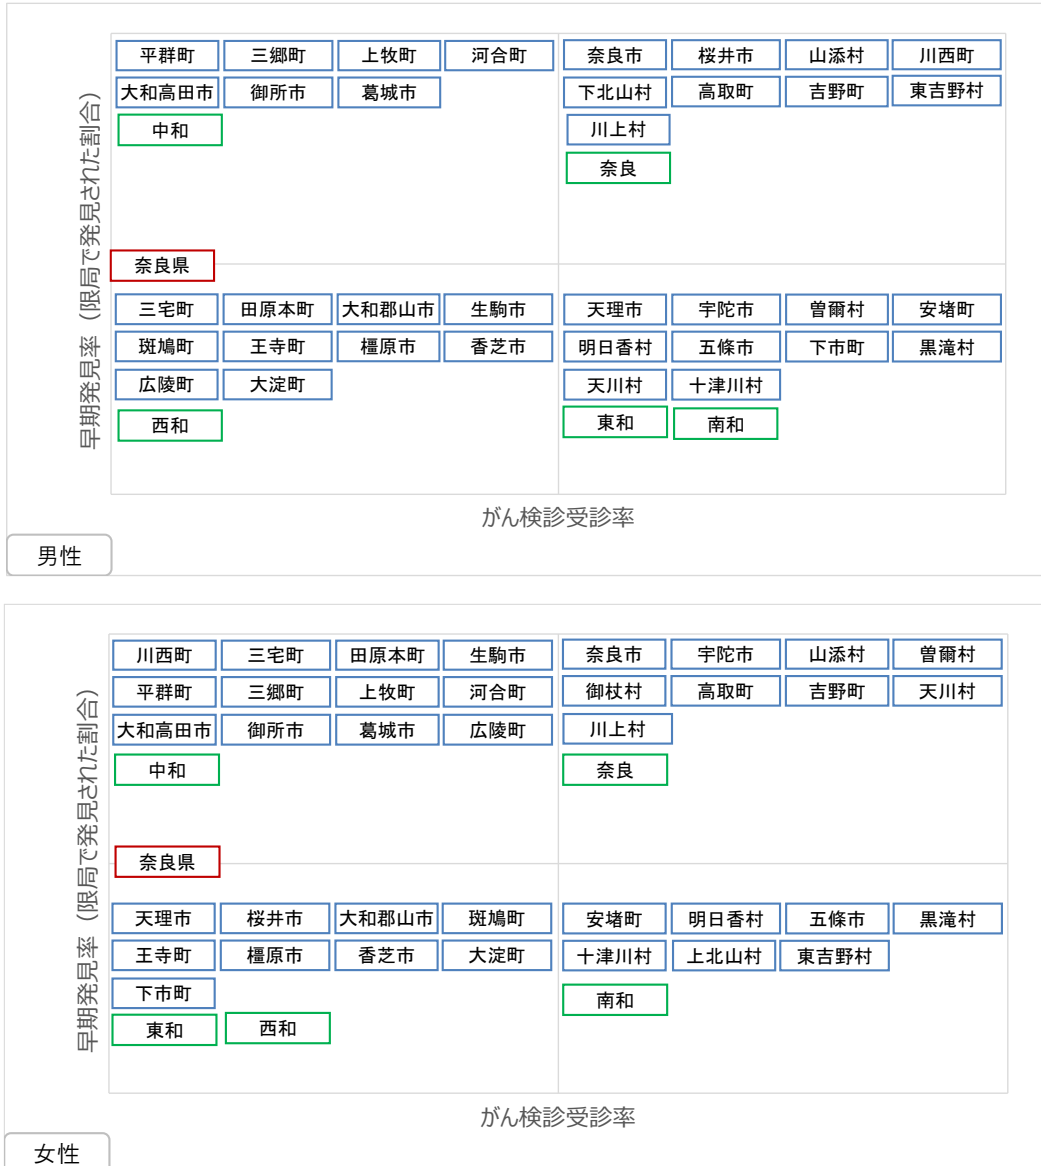 平群町 三郷町 上牧町 河合町 奈良市 桜井市 山添村 川西町
大和高田市 御所市 葛城市 下北山村 高取町 吉野町 東吉野村
中和 川上村
奈良
早期発見率（限局で発見された割合）
奈良県
三宅町 田原本町 大和郡山市 生駒市 天理市 宇陀市 曽爾村 安堵町
斑鳩町 王寺町 橿原市 香芝市 明日香村 五條市 下市町 黒滝村
広陵町 大淀町 天川村 十津川村
西和 東和 南和
がん検診受診率
男性
川西町 三宅町 田原本町 生駒市 奈良市 宇陀市 山添村 曽爾村
平群町 三郷町 上牧町 河合町 御杖村 高取町 吉野町 天川村
大和高田市 御所市 葛城市 広陵町 川上村
中和 奈良
早期発見率（限局で発見された割合）
奈良県
天理市 桜井市 大和郡山市 斑鳩町 安堵町 明日香村 五條市 黒滝村
王寺町 橿原市 香芝市 大淀町 十津川村 上北山村 東吉野村
下市町 南和
東和 西和
がん検診受診率
女性